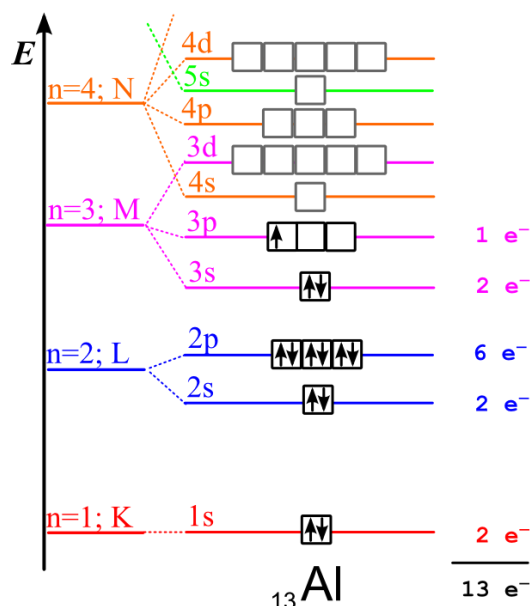 E
4d
5s
n=4; N
4p
3d
4s
n=3; M
3p 1 e⁻
3s 2 e⁻
2p 6 e⁻
n=2; L
2s 2 e⁻
n=1; K 1s 2 e⁻
₁₃Al 13 e⁻